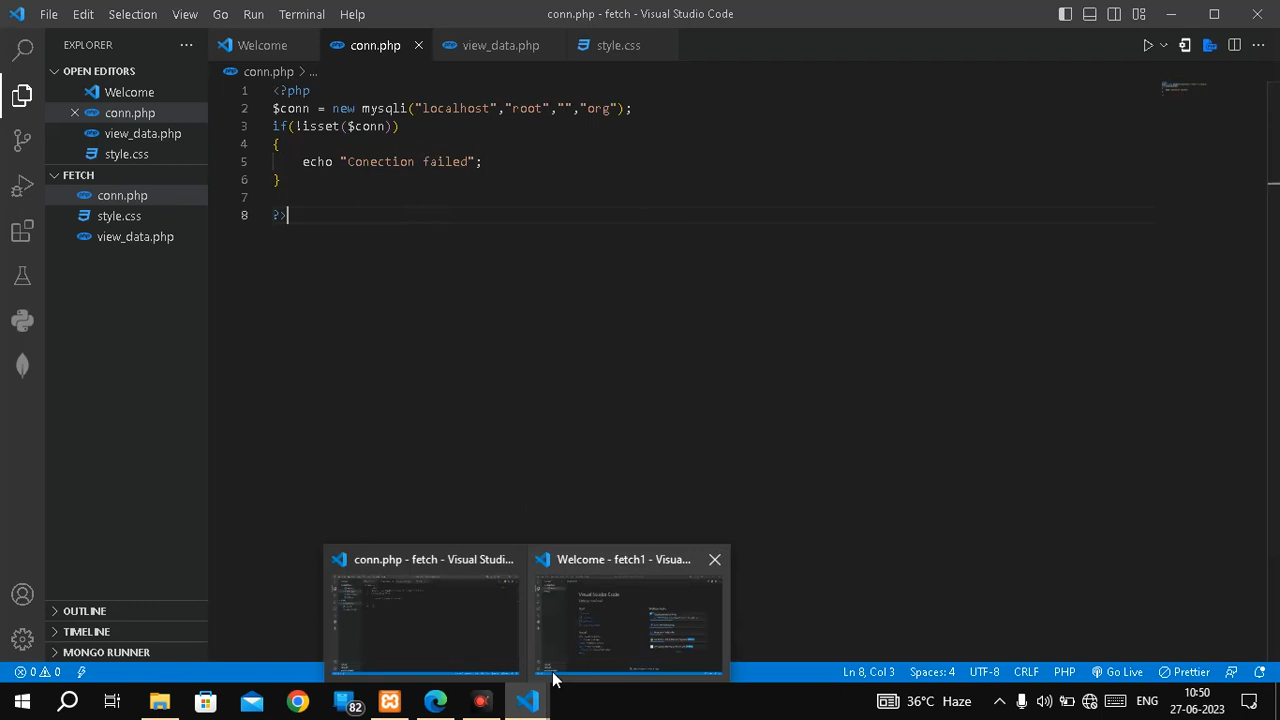 File Edit Selection View Go Run Terminal Help
conn.php - fetch - Visual Studio Code
EXPLORER
Welcome conn.php view_data.php style.css
OPEN EDITORS
Welcome
conn.php
view_data.php
style.css
FETCH
conn.php
style.css
view_data.php
conn.php > ...
1 <?php
2 $conn = new mysqli("localhost","root","","org");
3 if(!isset($conn))
4 {
5 echo "Conection failed";
6 }
7
8 ?>
conn.php - fetch - Visual Studi...
Welcome - fetch1 - Visua...
Visual Studio Code
OUTLINE
TIMELINE
MONGO RUNNER
0 0
Ln 8, Col 3 Spaces: 4 UTF-8 CRLF PHP Go Live Prettier
82
36°C Haze
ENG
10:50
27-06-2023